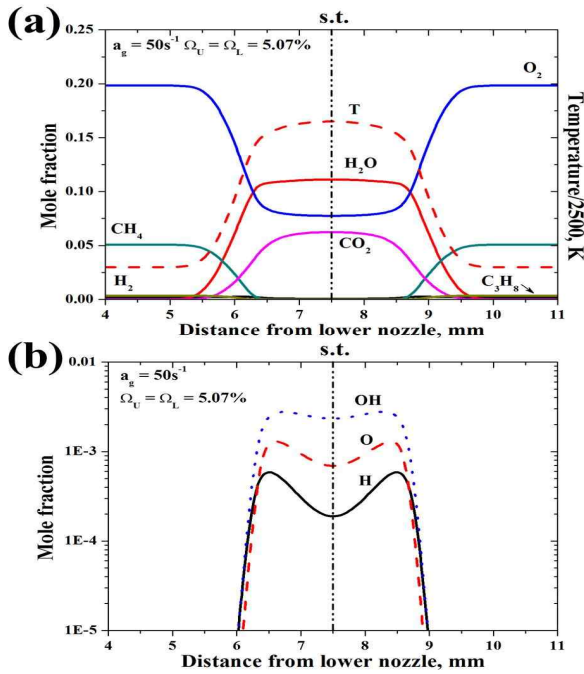 (a)
s.t.
a_g = 50s⁻¹ Ω_U = Ω_L = 5.07%
O₂
T
H₂O
CH₄
CO₂
H₂
C₃H₈
0.25
0.20
0.15
0.10
0.05
0.00
Mole fraction
Temperature/2500, K
4 5 6 7 8 9 10 11
Distance from lower nozzle, mm
(b)
s.t.
a_g = 50s⁻¹
Ω_U = Ω_L = 5.07%
OH
O
H
0.01
1E-3
1E-4
1E-5
Mole fraction
4 5 6 7 8 9 10 11
Distance from lower nozzle, mm